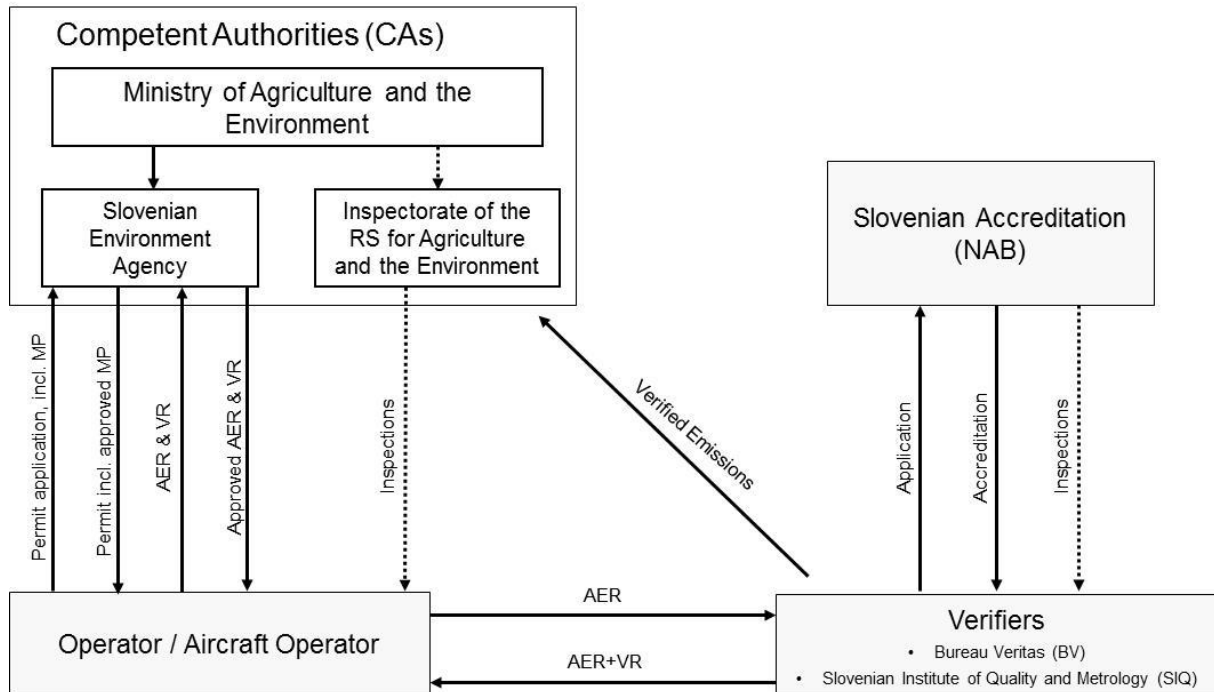 Competent Authorities (CAs)
Ministry of Agriculture and the
Environment
Slovenian
Environment
Agency
Inspectorate of the
RS for Agriculture
and the Environment
Slovenian Accreditation
(NAB)
Permit application, incl. MP
Permit incl. approved MP
AER & VR
Approved AER & VR
Inspections
Verified Emissions
Application
Accreditation
Inspections
Operator / Aircraft Operator
AER
AER+VR
Verifiers
• Bureau Veritas (BV)
• Slovenian Institute of Quality and Metrology (SIQ)